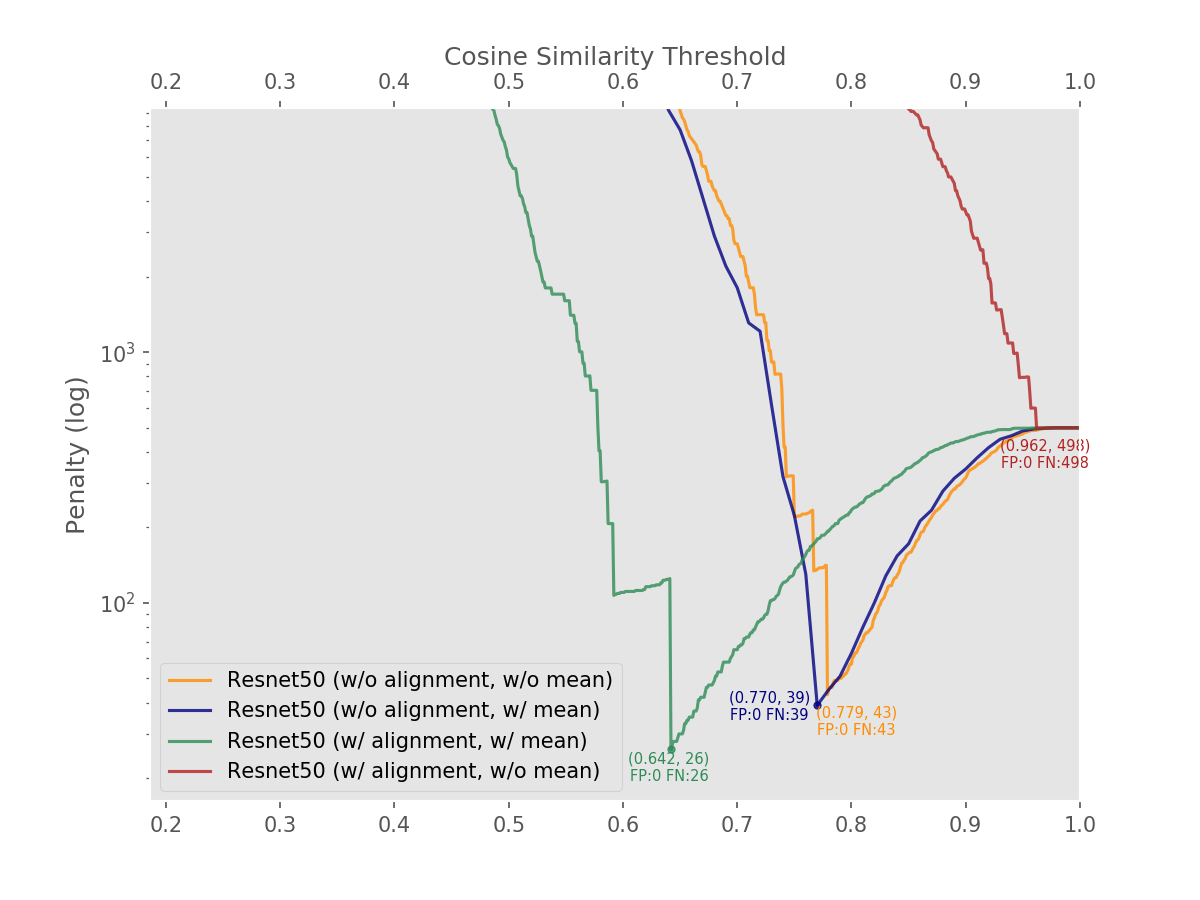 Cosine Similarity Threshold
0.2 0.3 0.4 0.5 0.6 0.7 0.8 0.9 1.0
Penalty (log)
10³
10²
(0.962, 498)
FP:0 FN:498
(0.770, 39)
FP:0 FN:39
(0.779, 43)
FP:0 FN:43
(0.642, 26)
FP:0 FN:26
Resnet50 (w/o alignment, w/o mean)
Resnet50 (w/o alignment, w/ mean)
Resnet50 (w/ alignment, w/ mean)
Resnet50 (w/ alignment, w/o mean)
0.2 0.3 0.4 0.5 0.6 0.7 0.8 0.9 1.0